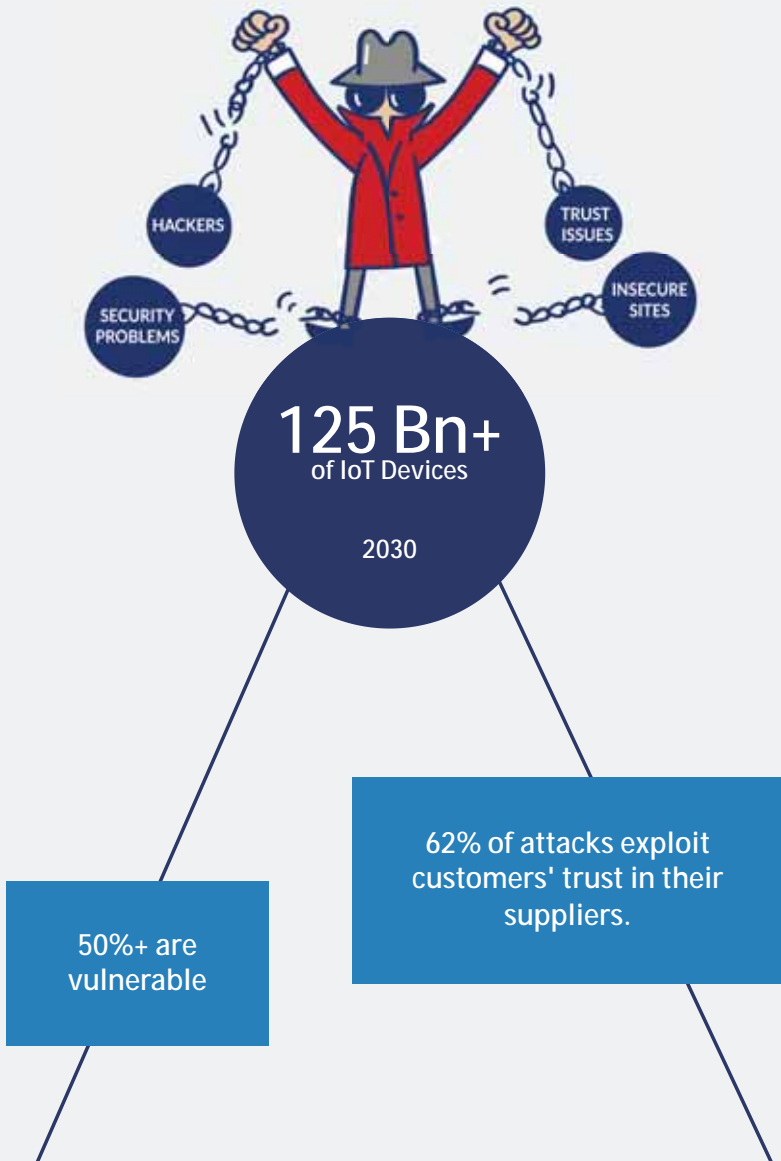 HACKERS
TRUST
ISSUES
SECURITY
PROBLEMS
INSECURE
SITES
125 Bn+
of IoT Devices
2030
62% of attacks exploit
customers' trust in their
suppliers.
50%+ are
vulnerable